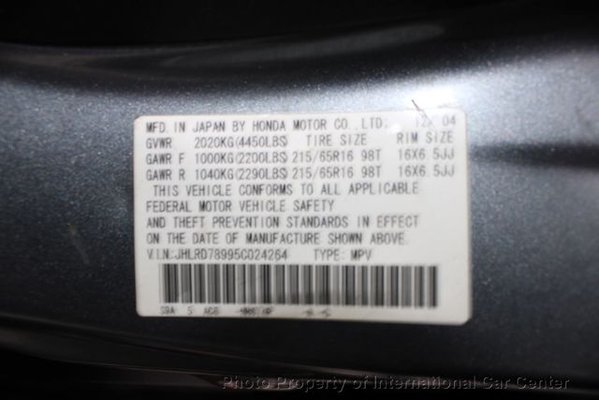 MFD. IN JAPAN BY HONDA MOTOR CO., LTD. 12/04
GVWR 2020KG(4450LBS) TIRE SIZE RIM SIZE
GAWR F 1000KG(2200LBS) 215/65R16 98T 16X6.5JJ
GAWR R 1040KG(2290LBS) 215/65R16 98T 16X6.5JJ
THIS VEHICLE CONFORMS TO ALL APPLICABLE
FEDERAL MOTOR VEHICLE SAFETY
AND THEFT PREVENTION STANDARDS IN EFFECT
ON THE DATE OF MANUFACTURE SHOWN ABOVE.
V.I.N:JHLRD78995C024264 TYPE: MPV
Photo Property of International Car Center